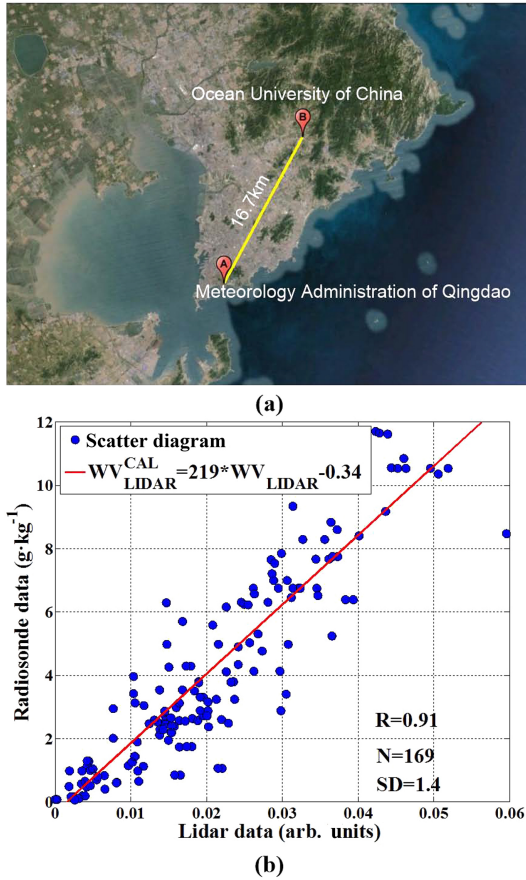 Ocean University of China
B
16.7km
A
Meteorology Administration of Qingdao
(a)
Scatter diagram
WV^CAL_LIDAR=219*WV_LIDAR-0.34
12
10
8
6
4
2
0
Radiosonde data (g·kg⁻¹)
R=0.91
N=169
SD=1.4
0 0.01 0.02 0.03 0.04 0.05 0.06
Lidar data (arb. units)
(b)